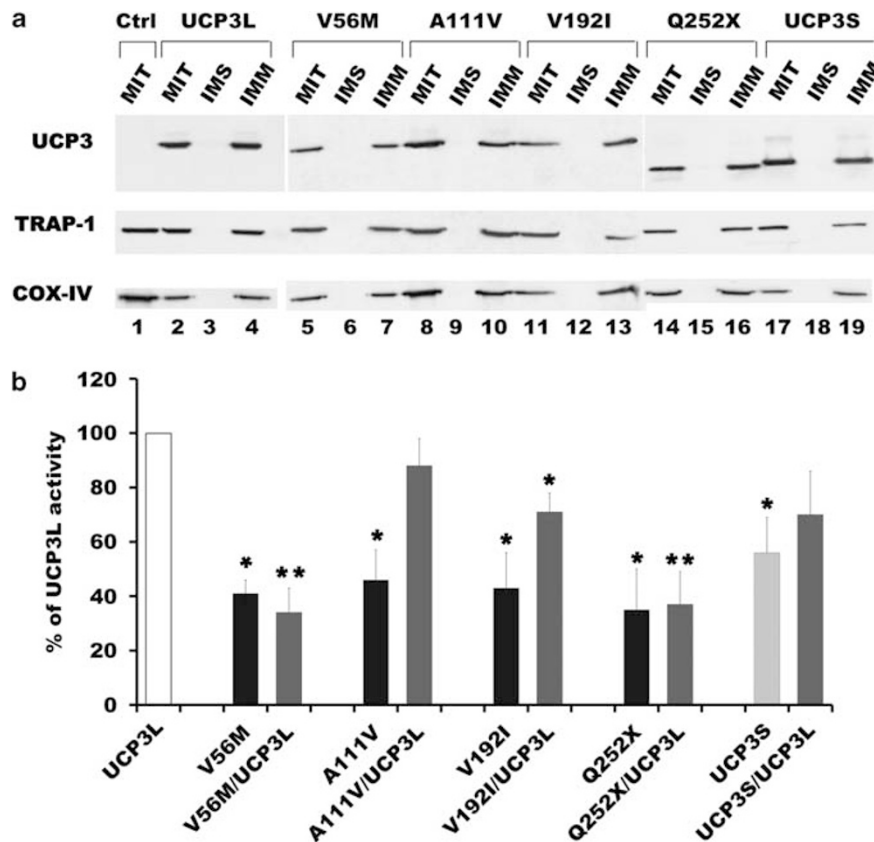 a
Ctrl UCP3L V56M A111V V192I Q252X UCP3S
MIT MIT IMS IMM MIT IMS IMM MIT IMS IMM MIT IMS IMM MIT IMS IMM MIT IMS IMM
UCP3
TRAP-1
COX-IV
1 2 3 4 5 6 7 8 9 10 11 12 13 14 15 16 17 18 19
b
% of UCP3L activity
120
100
80
60
40
20
0
* ** * * * * ** *
UCP3L
V56M
V56M/UCP3L
A111V
A111V/UCP3L
V192I
V192I/UCP3L
Q252X
Q252X/UCP3L
UCP3S
UCP3S/UCP3L